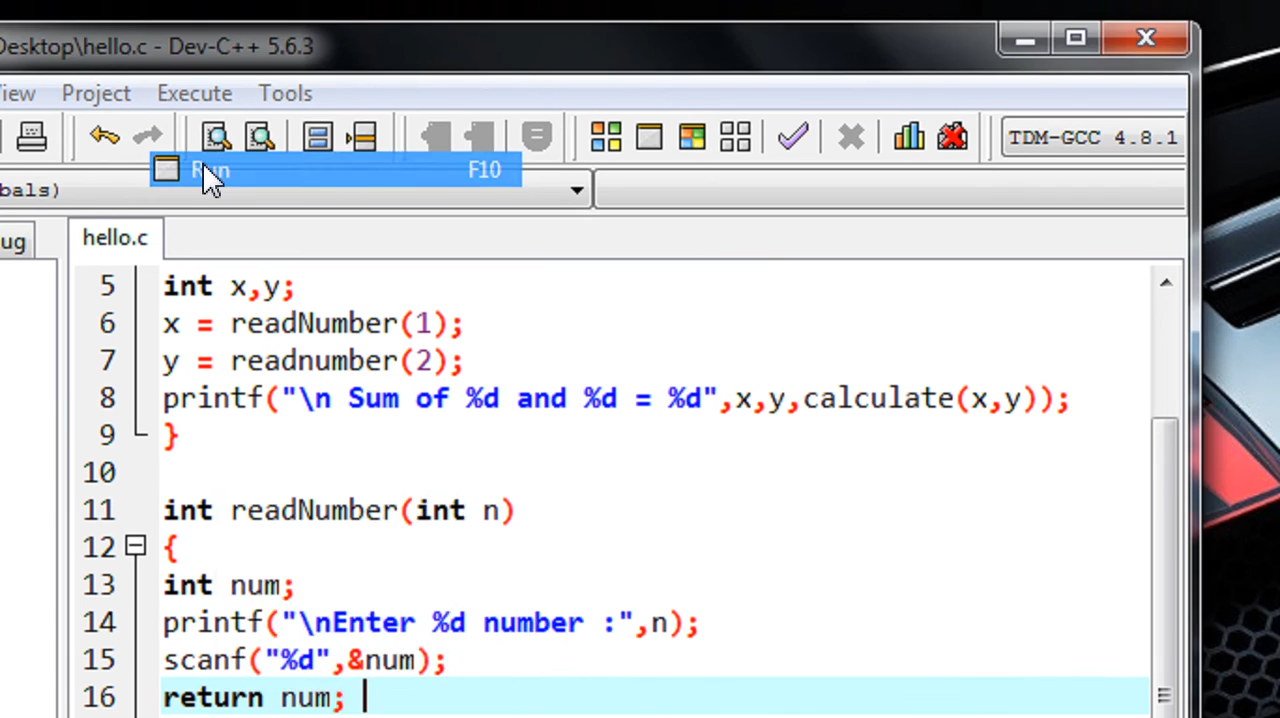 Desktop\hello.c - Dev-C++ 5.6.3
View Project Execute Tools
TDM-GCC 4.8.1
Run F10
bals)
ug hello.c
5 int x,y;
6 x = readNumber(1);
7 y = readnumber(2);
8 printf("\n Sum of %d and %d = %d",x,y,calculate(x,y));
9 }
10
11 int readNumber(int n)
12 {
13 int num;
14 printf("\nEnter %d number :",n);
15 scanf("%d",&num);
16 return num;